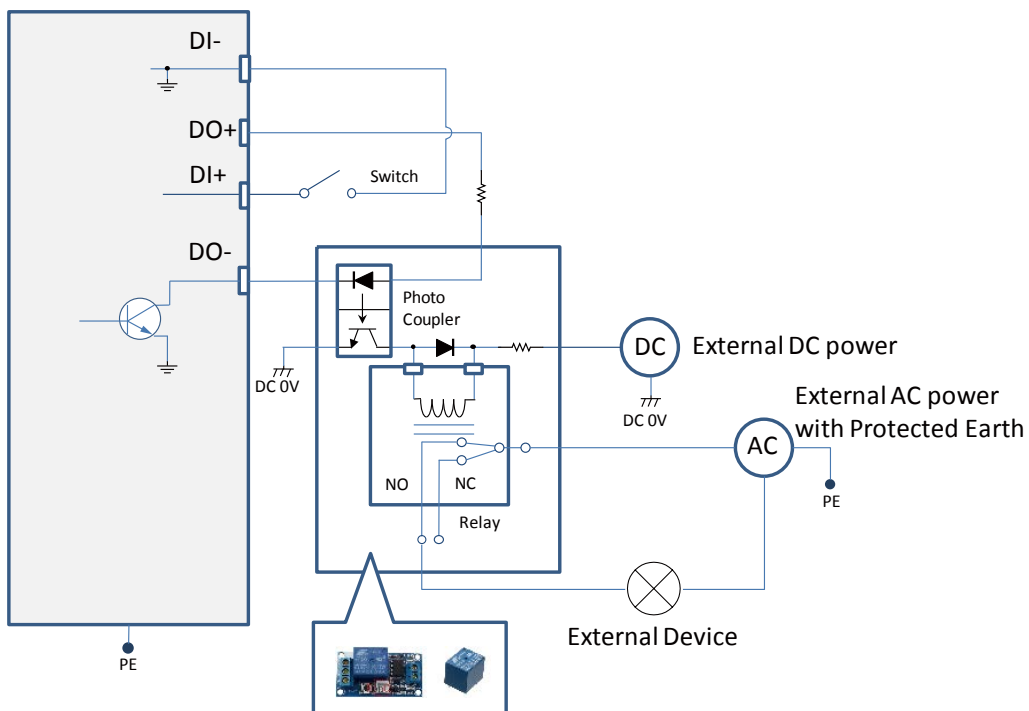 DI-
DO+
DI+
Switch
DO-
Photo
Coupler
DC 0V
DC
External DC power
DC 0V
External AC power
with Protected Earth
AC
PE
NO
NC
Relay
External Device
PE